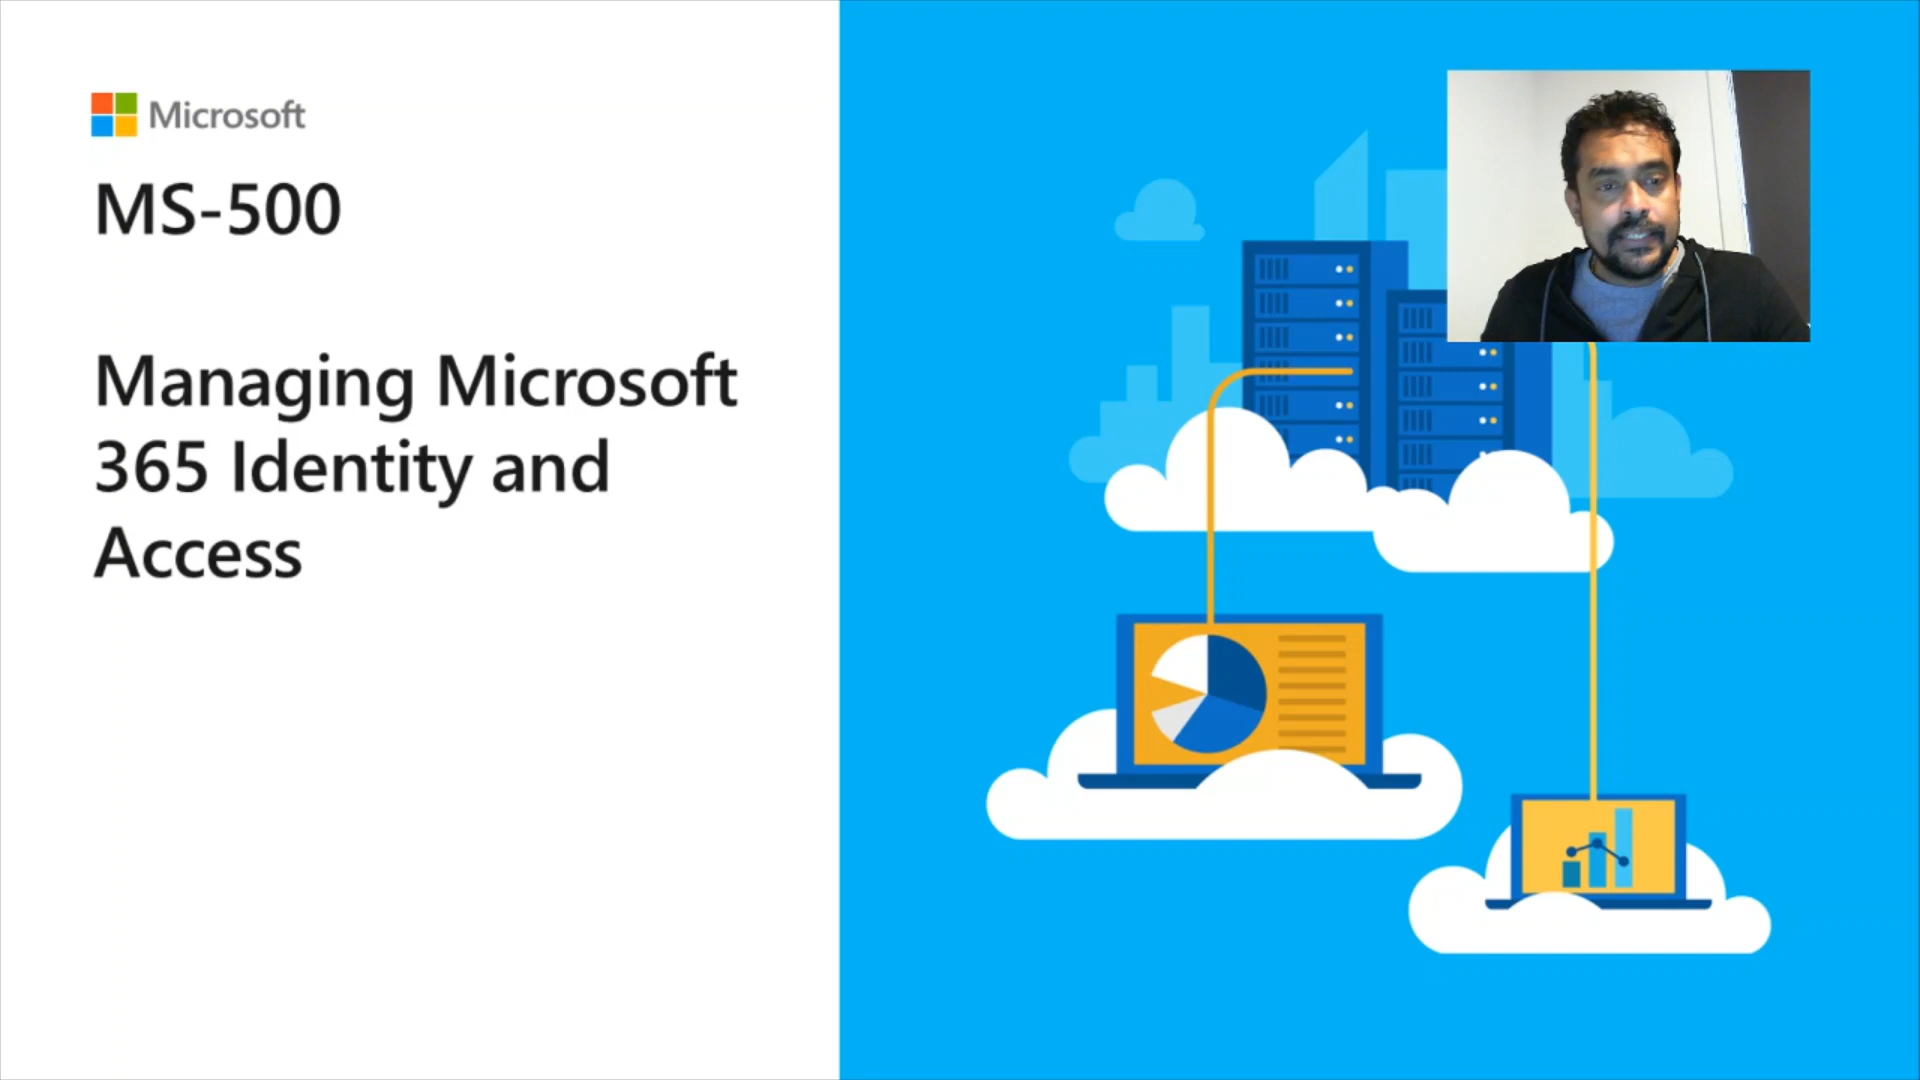 Microsoft
MS-500
Managing Microsoft
365 Identity and
Access